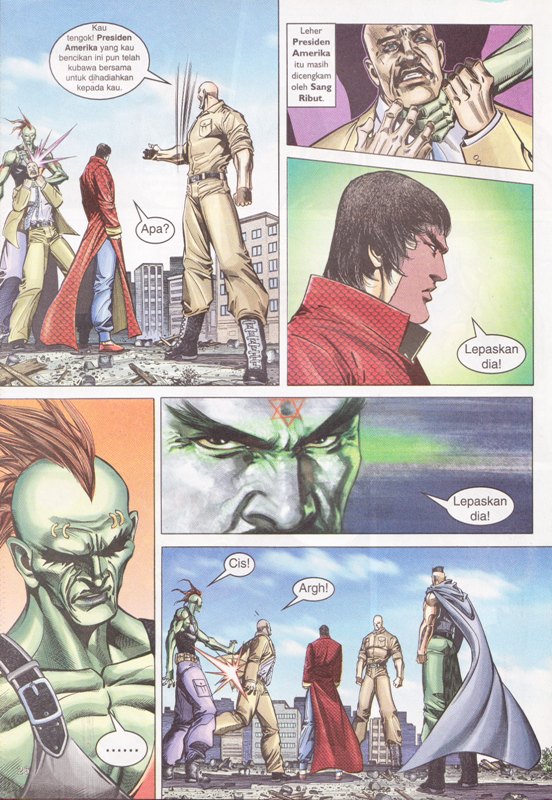 Kau
tengok! Presiden
Amerika yang kau
bencikan ini pun telah
kubawa bersama
untuk dihadiahkan
kepada kau.
Apa?
Leher
Presiden
Amerika
itu masih
dicengkam
oleh Sang
Ribut.
Lepaskan
dia!
......
Lepaskan
dia!
Cis!
Argh!